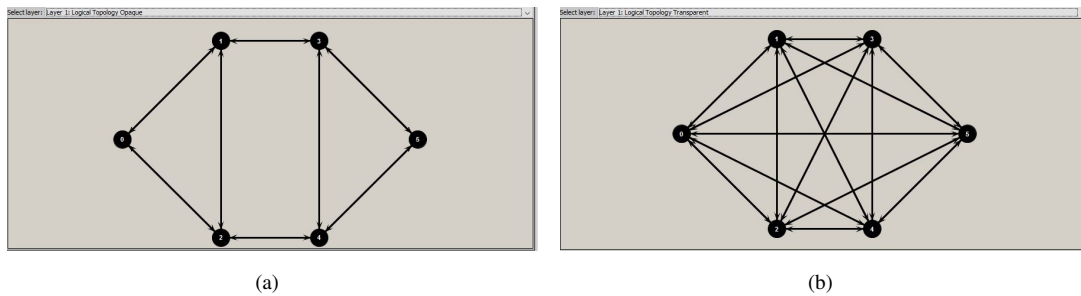 Select layer: Layer 1: Logical Topology Opaque
1 3
0 5
2 4
(a)
Select layer: Layer 1: Logical Topology Transparent
1 3
0 5
2 4
(b)